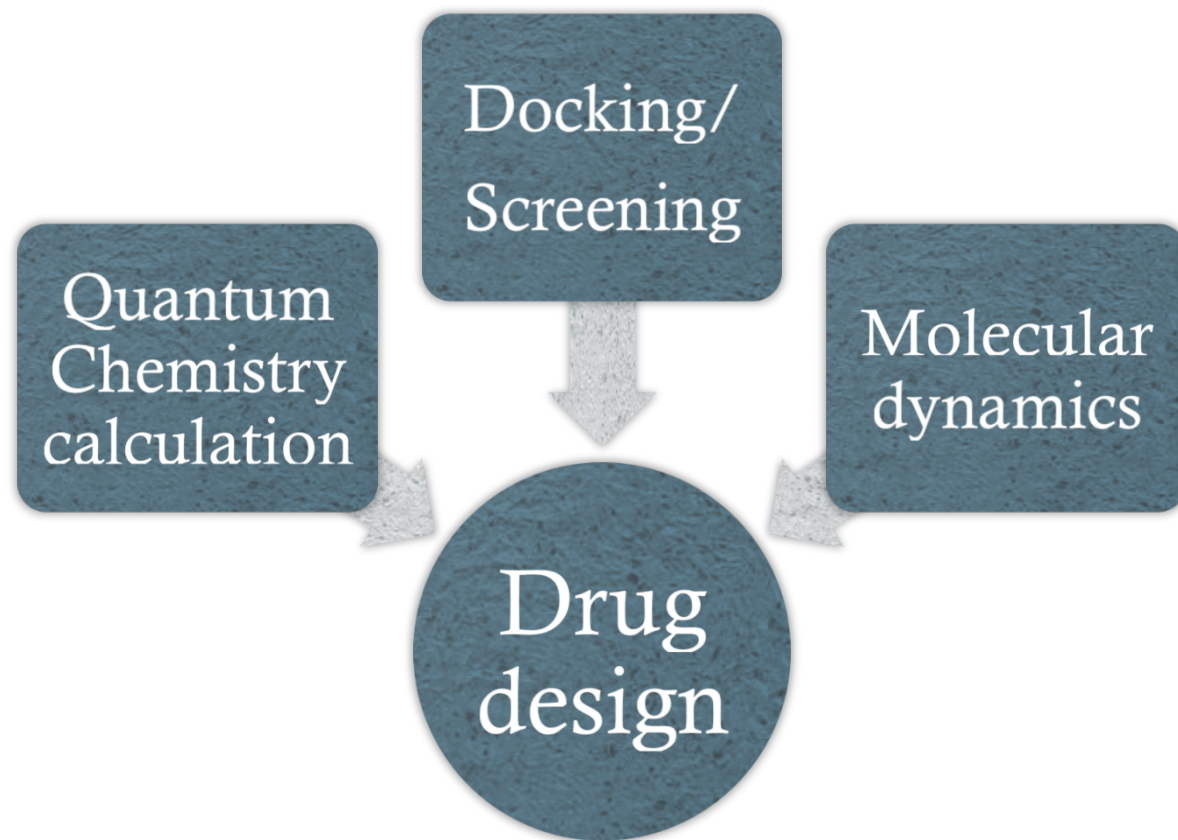 Docking/
Screening
Quantum
Chemistry
calculation
Molecular
dynamics
Drug
design